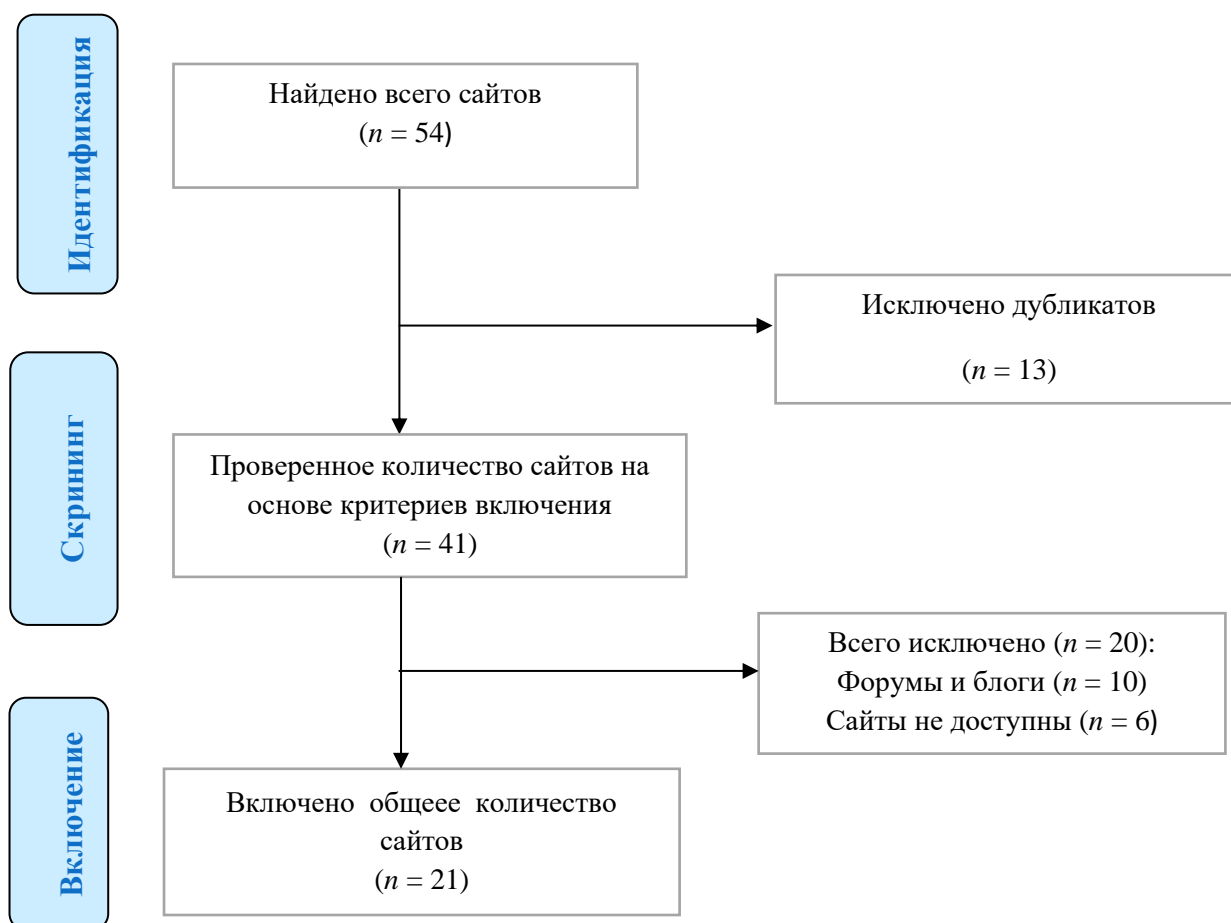 Идентификация
Найдено всего сайтов
(n = 54)
Исключено дубликатов
(n = 13)
Скрининг
Проверенное количество сайтов на
основе критериев включения
(n = 41)
Всего исключено (n = 20):
Форумы и блоги (n = 10)
Сайты не доступны (n = 6)
Включение
Включено общеее количество
сайтов
(n = 21)